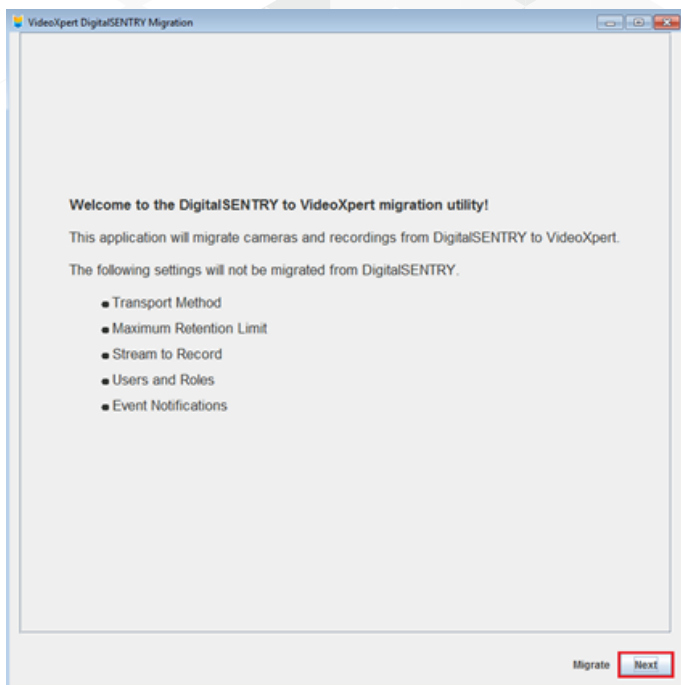 VideoXpert DigitalSENTRY Migration
Welcome to the DigitalSENTRY to VideoXpert migration utility!
This application will migrate cameras and recordings from DigitalSENTRY to VideoXpert.
The following settings will not be migrated from DigitalSENTRY.
Transport Method
Maximum Retention Limit
Stream to Record
Users and Roles
Event Notifications
Migrate Next